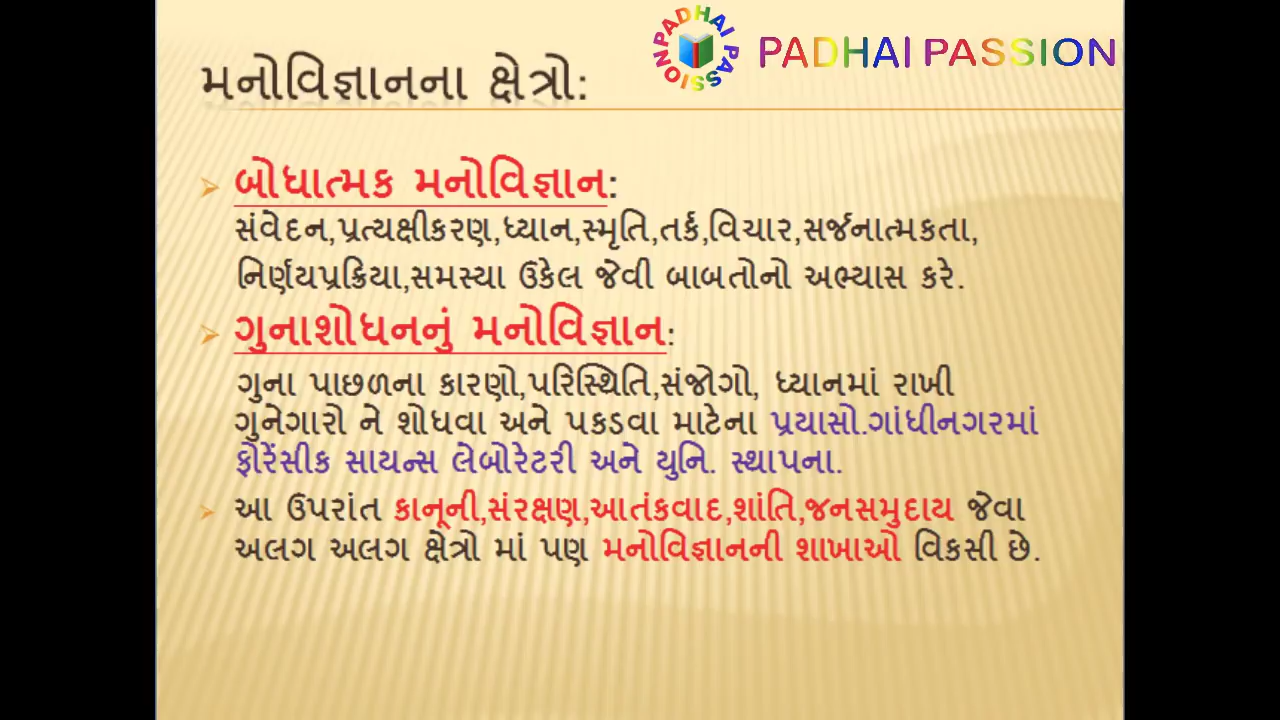 PADHAI PASSION
PADHAI PASSION
મનોવિજ્ઞાનના ક્ષેત્રો:
બોધાત્મક મનોવિજ્ઞાન:
સંવેદન,પ્રત્યક્ષીકરણ,ધ્યાન,સ્મૃતિ,તર્ક,વિચાર,સર્જનાત્મકતા,
નિર્ણયપ્રક્રિયા,સમસ્યા ઉકેલ જેવી બાબતોનો અભ્યાસ કરે.
ગુનાશોધનનું મનોવિજ્ઞાન:
ગુના પાછળના કારણો,પરિસ્થિતિ,સંજોગો, ધ્યાનમાં રાખી
ગુનેગારો ને શોધવા અને પકડવા માટેના પ્રયાસો.ગાંધીનગરમાં
ફોરેંસીક સાયન્સ લેબોરેટરી અને યુનિ. સ્થાપના.
આ ઉપરાંત કાનૂની,સંરક્ષણ,આતંકવાદ,શાંતિ,જનસમુદાય જેવા
અલગ અલગ ક્ષેત્રો માં પણ મનોવિજ્ઞાનની શાખાઓ વિકસી છે.